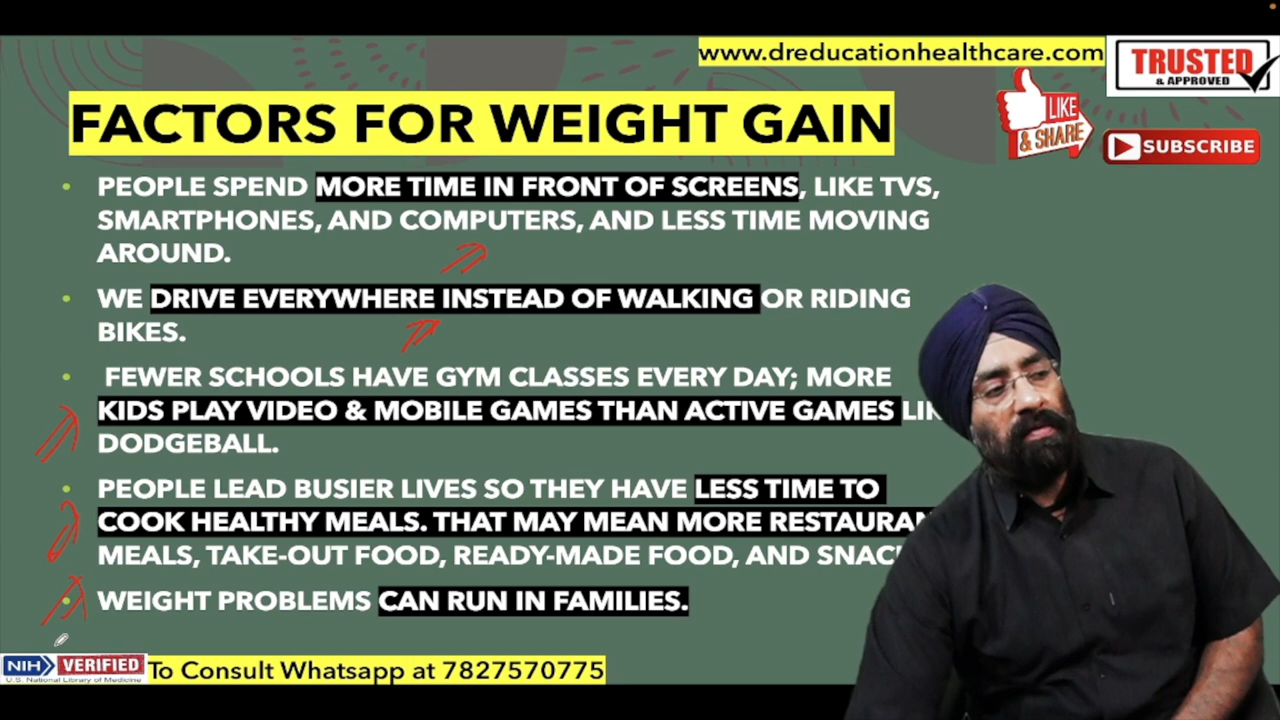 www.dreducationhealthcare.com
TRUSTED
& APPROVED
LIKE
& SHARE
SUBSCRIBE
FACTORS FOR WEIGHT GAIN
• PEOPLE SPEND MORE TIME IN FRONT OF SCREENS, LIKE TVS,
SMARTPHONES, AND COMPUTERS, AND LESS TIME MOVING
AROUND.
• WE DRIVE EVERYWHERE INSTEAD OF WALKING OR RIDING
BIKES.
• FEWER SCHOOLS HAVE GYM CLASSES EVERY DAY; MORE
KIDS PLAY VIDEO & MOBILE GAMES THAN ACTIVE GAMES
DODGEBALL.
• PEOPLE LEAD BUSIER LIVES SO THEY HAVE LESS TIME TO
COOK HEALTHY MEALS. THAT MAY MEAN MORE
MEALS, TAKE-OUT FOOD, READY-MADE FOOD, AND
• WEIGHT PROBLEMS CAN RUN IN FAMILIES.
NIH VERIFIED
U.S. National Library of Medicine
To Consult Whatsapp at 7827570775